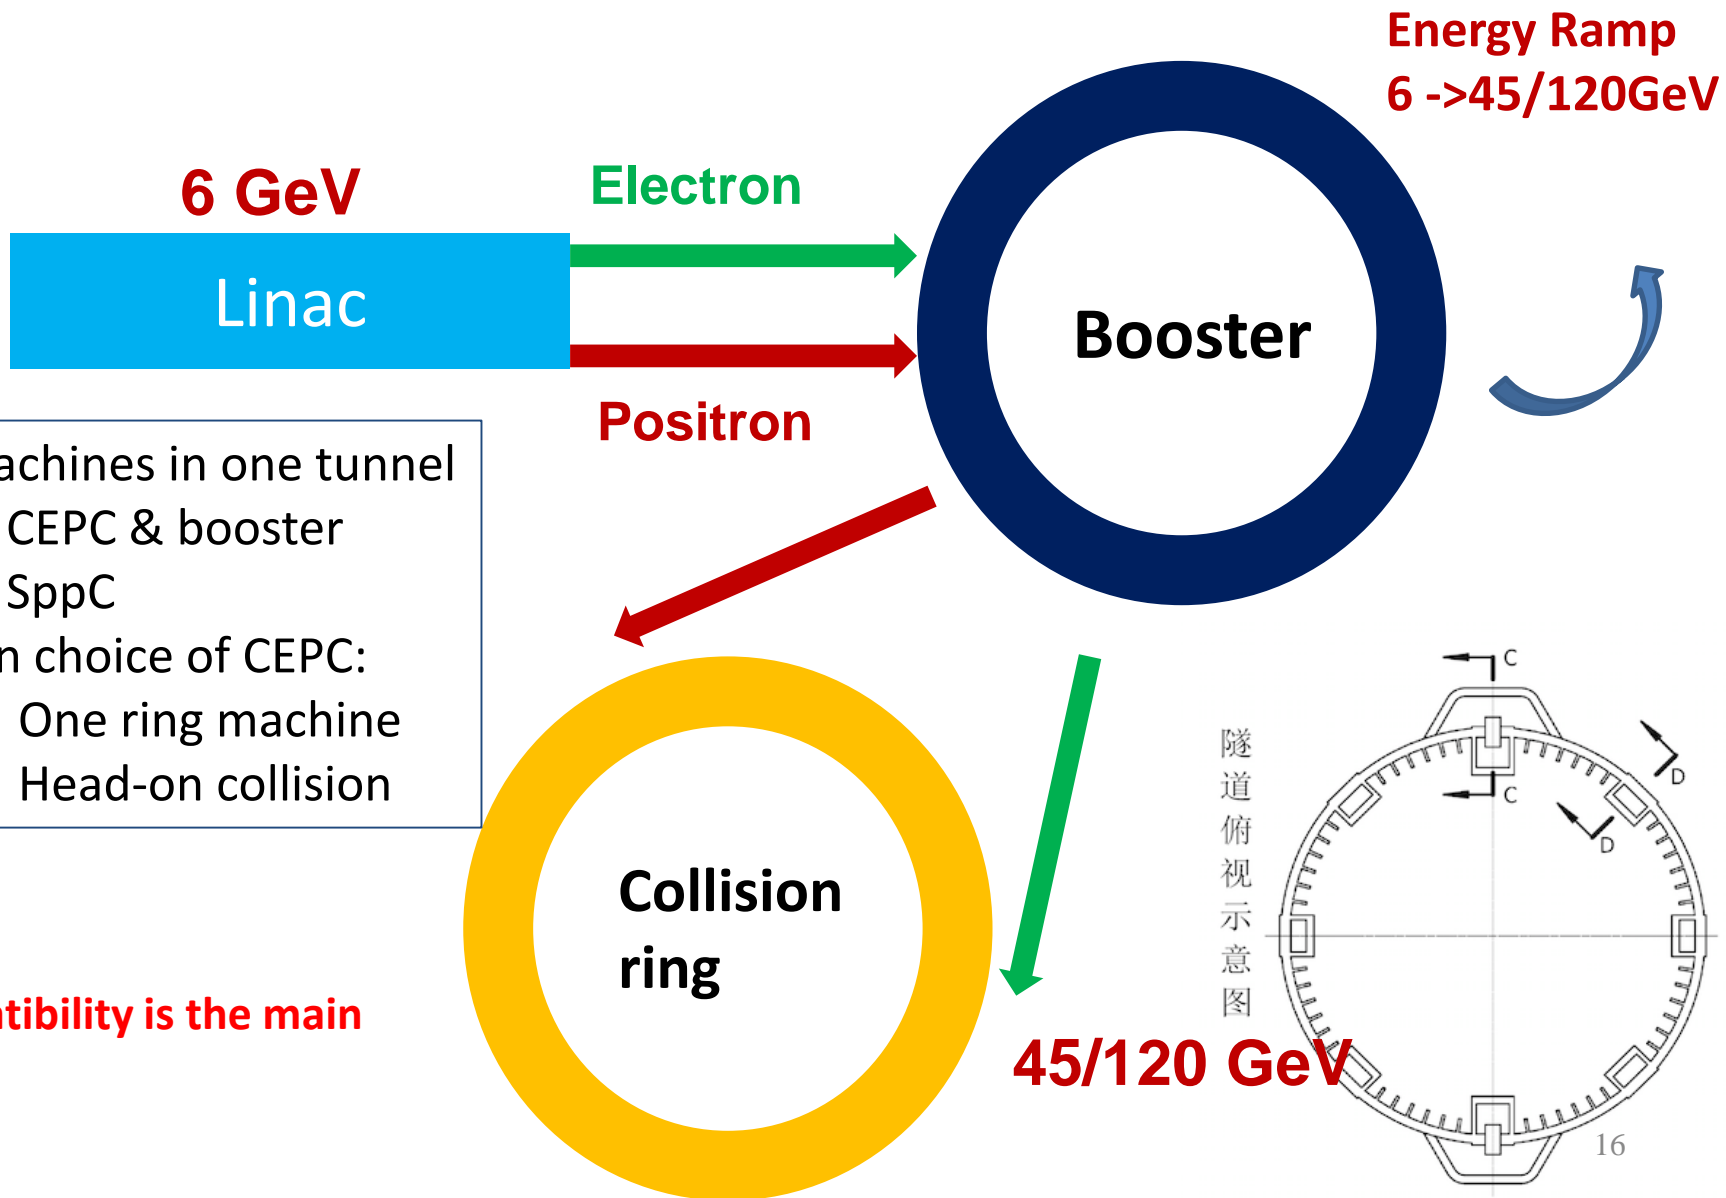 Energy Ramp
6 ->45/120GeV
6 GeV
Electron
Linac
Booster
Positron
achines in one tunnel
CEPC & booster
SppC
n choice of CEPC:
One ring machine
Head-on collision
Collision
ring
tibility is the main
45/120 GeV
隧道俯视示意图
C
C
D
D
16